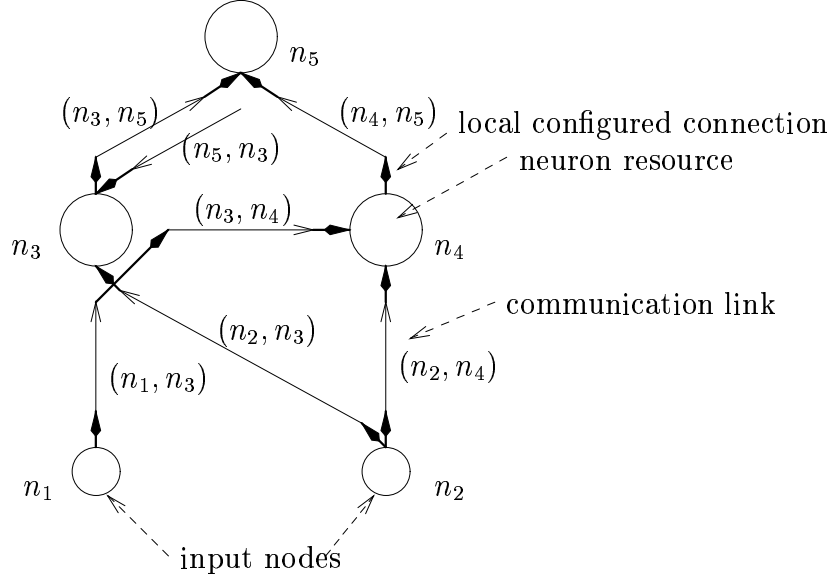 n5
(n3, n5)
(n4, n5)
local configured connection
(n5, n3)
neuron resource
(n3, n4)
n3
n4
communication link
(n2, n3)
(n1, n3)
(n2, n4)
n1
n2
input nodes